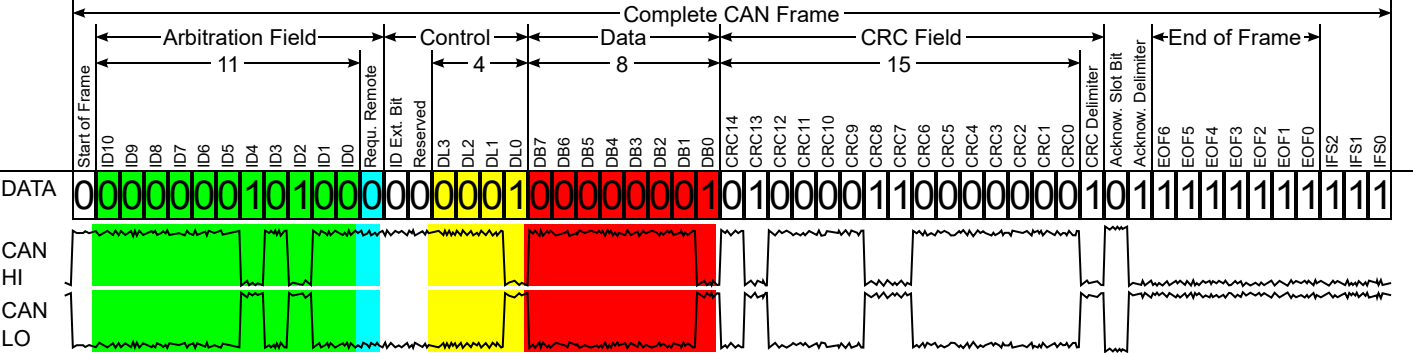 Complete CAN Frame
Arbitration Field Control Data CRC Field End of Frame
11 4 8 15
Start of Frame
ID10
ID9
ID8
ID7
ID6
ID5
ID4
ID3
ID2
ID1
ID0
Requ. Remote
ID Ext. Bit
Reserved
DL3
DL2
DL1
DL0
DB7
DB6
DB5
DB4
DB3
DB2
DB1
DB0
CRC14
CRC13
CRC12
CRC11
CRC10
CRC9
CRC8
CRC7
CRC6
CRC5
CRC4
CRC3
CRC2
CRC1
CRC0
CRC Delimiter
Acknow. Slot Bit
Acknow. Delimiter
EOF6
EOF5
EOF4
EOF3
EOF2
EOF1
EOF0
IFS2
IFS1
IFS0
DATA 0 0 0 0 0 0 0 1 0 1 0 0 0 0 0 0 0 0 1 0 0 0 0 0 0 0 1 0 1 0 0 0 0 1 1 0 0 0 0 0 0 0 1 0 1 1 1 1 1 1 1 1 1 1 1
CAN
HI
CAN
LO